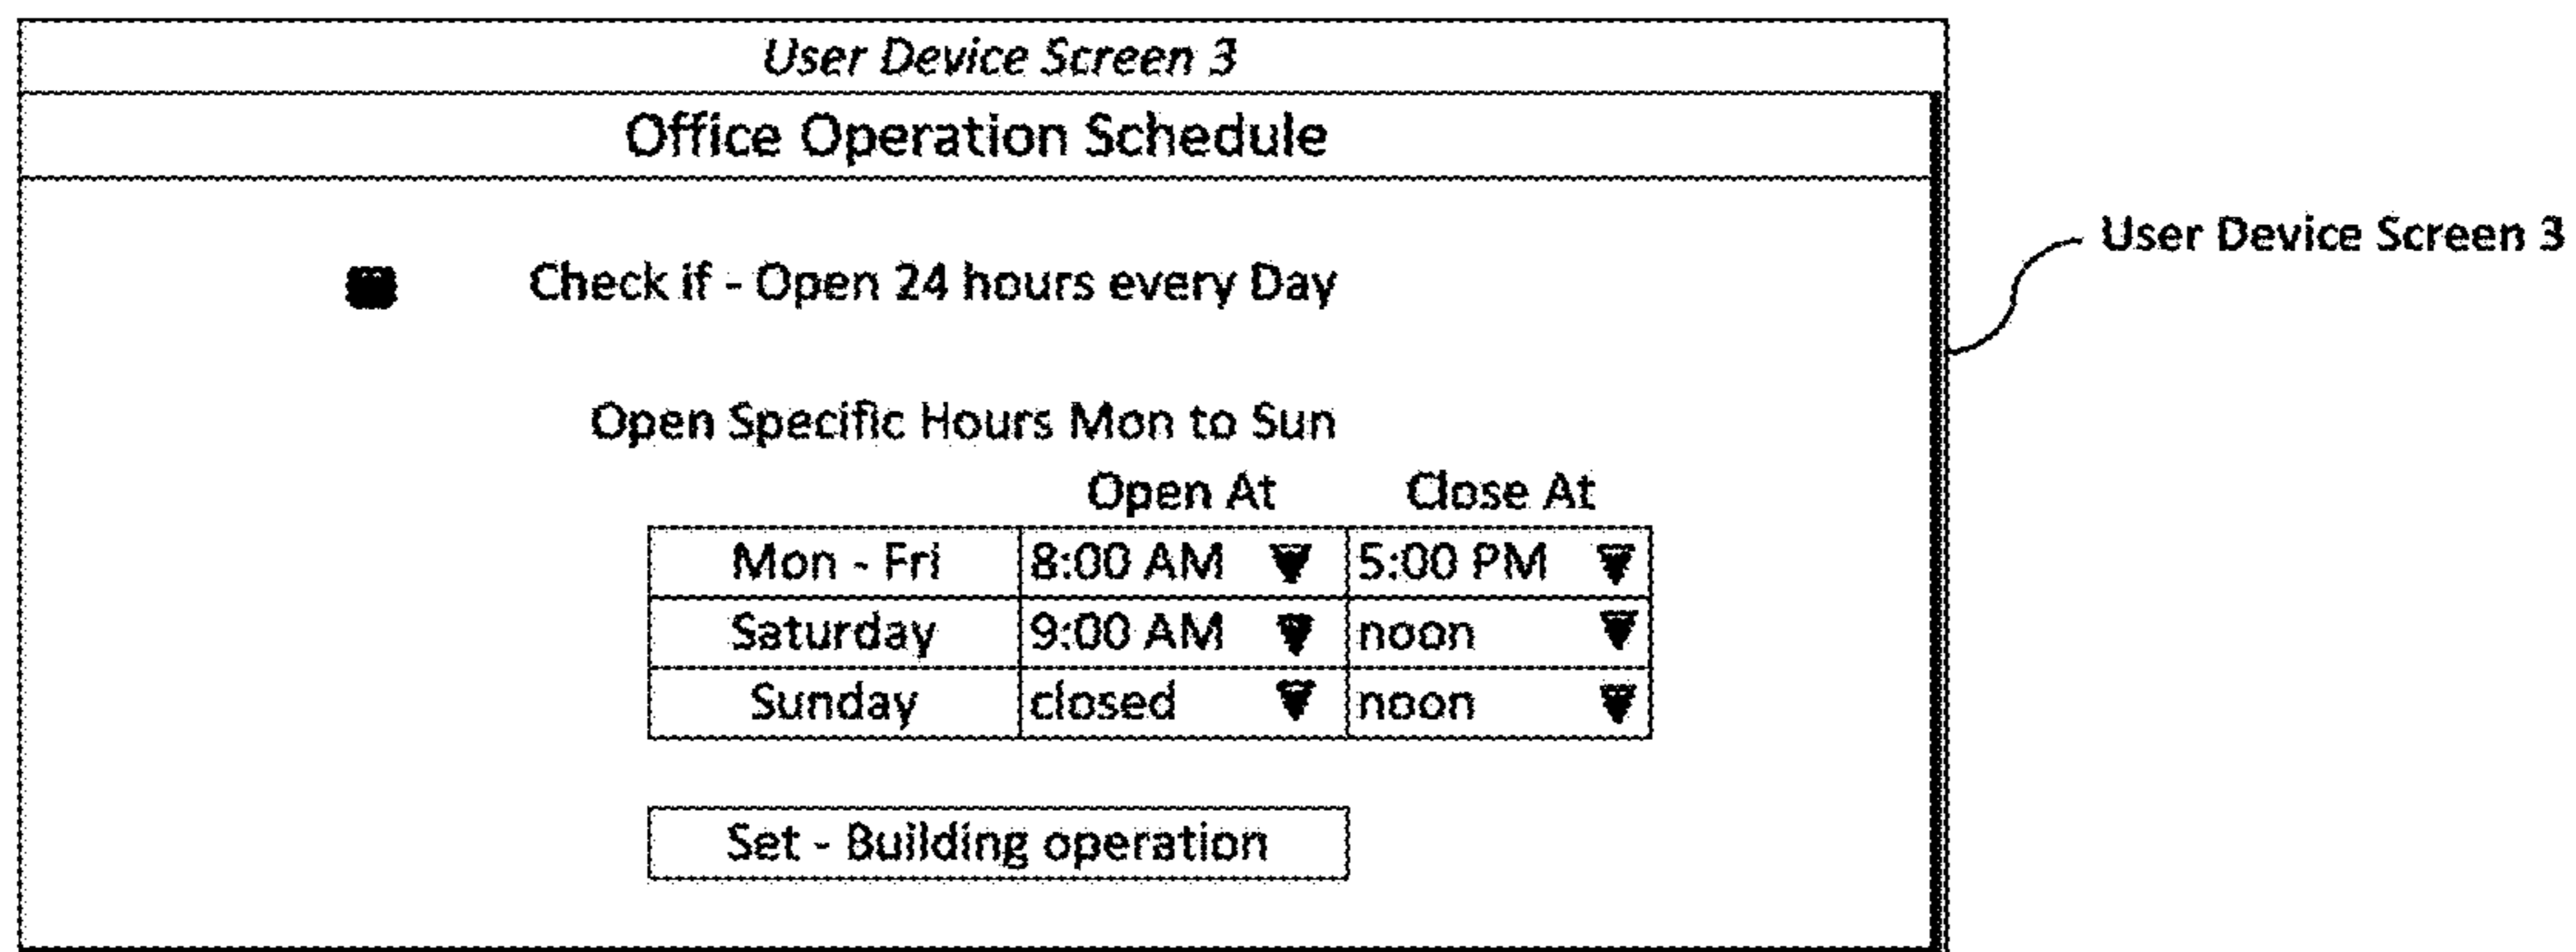 User Device Screen 3
Office Operation Schedule
User Device Screen 3
Check if - Open 24 hours every Day
Open Specific Hours Mon to Sun
Open At Close At
Mon - Fri 8:00 AM 5:00 PM
Saturday 9:00 AM noon
Sunday closed noon
Set - Building operation